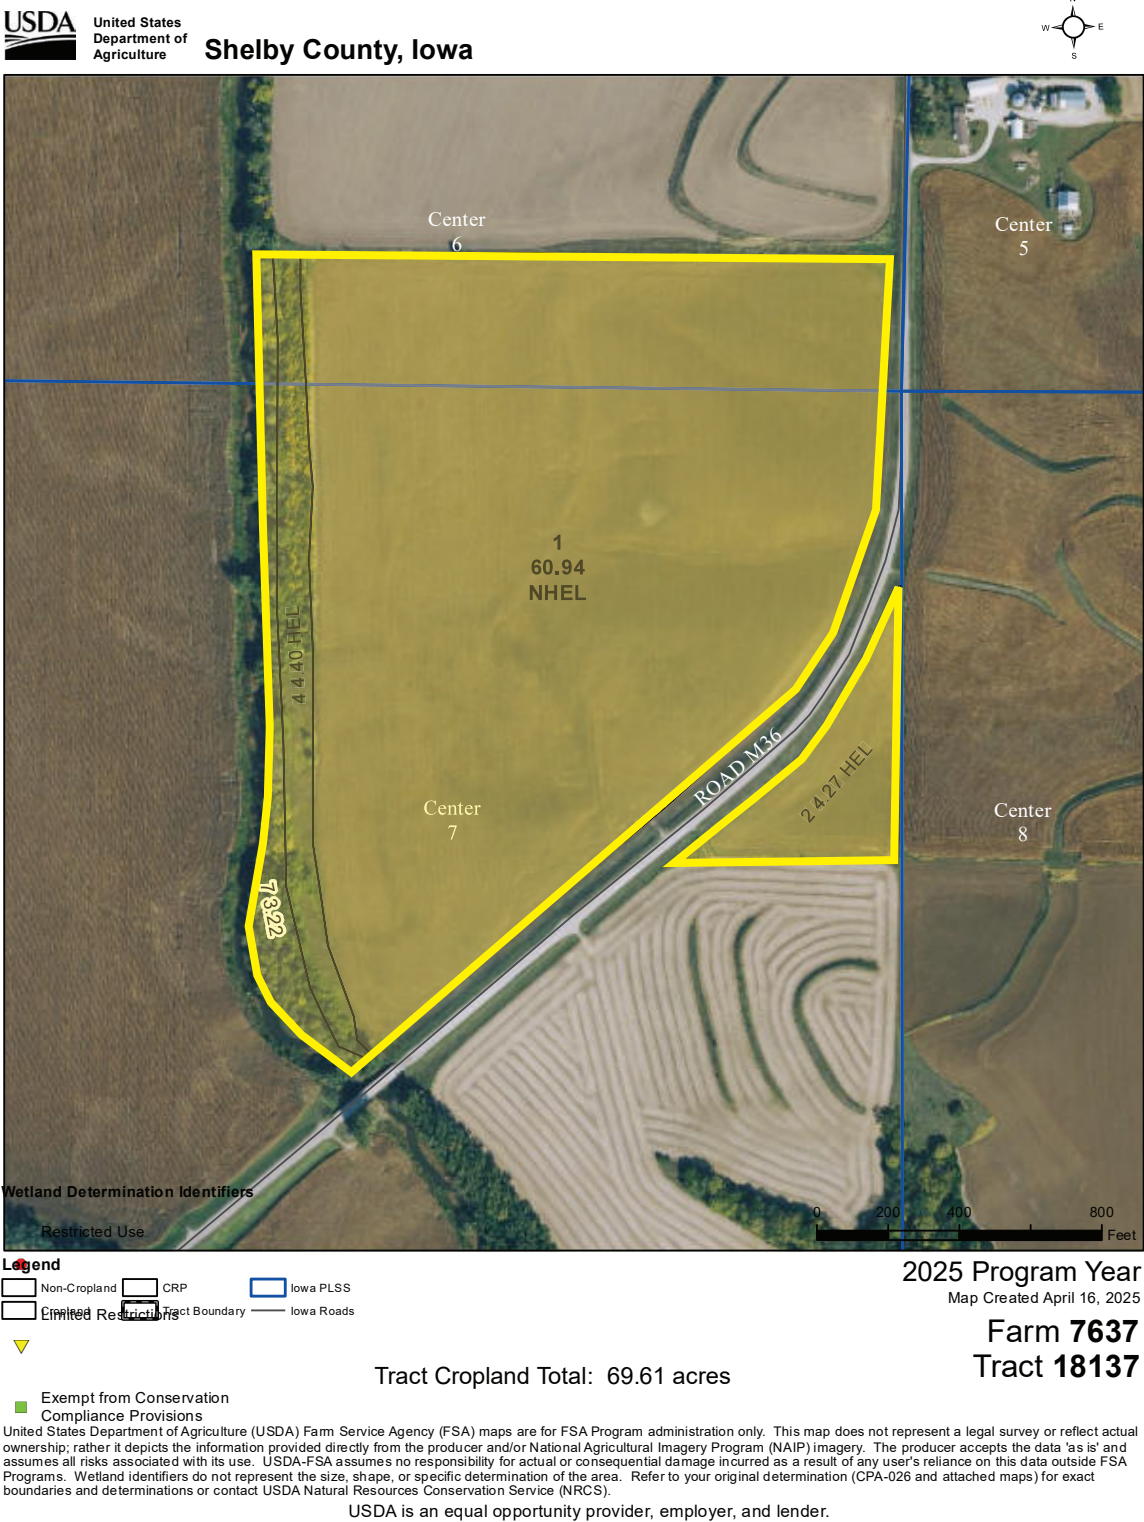 USDA
United States
Department of
Agriculture
Shelby County, Iowa
N
W
E
S
Center
6
Center
5
1
60.94
NHEL
4 4.40 HEL
ROAD M36
2 4.27 HEL
Center
7
Center
8
7 3.22
Wetland Determination Identifiers
Restricted Use
0 200 400 800
Feet
Legend
Non-Cropland
CRP
Iowa PLSS
Cropland
Tract Boundary
Iowa Roads
Limited Restrictions
Exempt from Conservation
Compliance Provisions
2025 Program Year
Map Created April 16, 2025
Farm 7637
Tract 18137
Tract Cropland Total: 69.61 acres
United States Department of Agriculture (USDA) Farm Service Agency (FSA) maps are for FSA Program administration only. This map does not represent a legal survey or reflect actual
ownership; rather it depicts the information provided directly from the producer and/or National Agricultural Imagery Program (NAIP) imagery. The producer accepts the data 'as is' and
assumes all risks associated with its use. USDA-FSA assumes no responsibility for actual or consequential damage incurred as a result of any user's reliance on this data outside FSA
Programs. Wetland identifiers do not represent the size, shape, or specific determination of the area. Refer to your original determination (CPA-026 and attached maps) for exact
boundaries and determinations or contact USDA Natural Resources Conservation Service (NRCS).
USDA is an equal opportunity provider, employer, and lender.